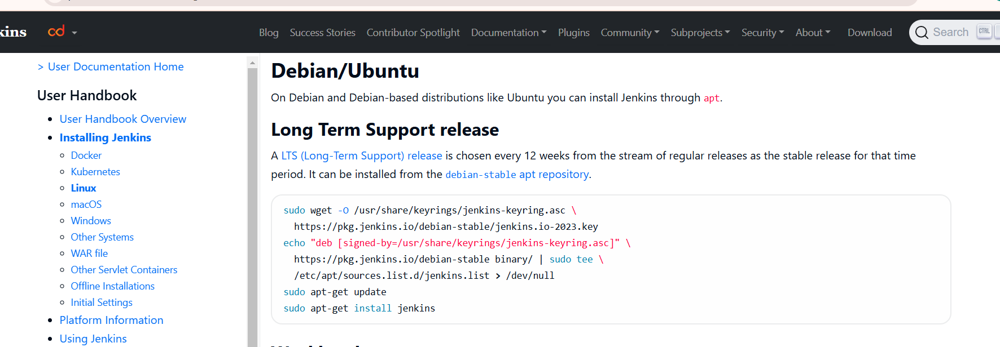 kins
Blog Success Stories Contributor Spotlight Documentation Plugins Community Subprojects Security About Download Search CTRL
> User Documentation Home
User Handbook
User Handbook Overview
Installing Jenkins
Docker
Kubernetes
Linux
macOS
Windows
Other Systems
WAR file
Other Servlet Containers
Offline Installations
Initial Settings
Platform Information
Using Jenkins
Debian/Ubuntu
On Debian and Debian-based distributions like Ubuntu you can install Jenkins through apt.
Long Term Support release
A LTS (Long-Term Support) release is chosen every 12 weeks from the stream of regular releases as the stable release for that time
period. It can be installed from the debian-stable apt repository.
sudo wget -O /usr/share/keyrings/jenkins-keyring.asc \
https://pkg.jenkins.io/debian-stable/jenkins.io-2023.key
echo "deb [signed-by=/usr/share/keyrings/jenkins-keyring.asc]" \
https://pkg.jenkins.io/debian-stable binary/ | sudo tee \
/etc/apt/sources.list.d/jenkins.list > /dev/null
sudo apt-get update
sudo apt-get install jenkins